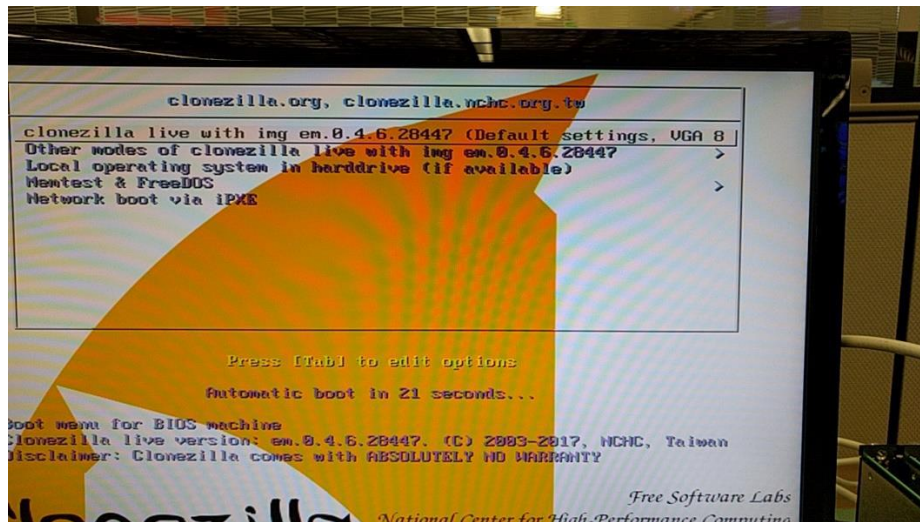 clonezilla.org, clonezilla.nchc.org.tw
clonezilla live with img em.0.4.6.28447 (Default settings, VGA 8
Other modes of clonezilla live with img em.0.4.6.28447 >
Local operating system in harddrive (if available)
Memtest & FreeDOS >
Network boot via iPXE
Press [Tab] to edit options
Automatic boot in 21 seconds...
oot menu for BIOS machine
lonezilla live version: em.0.4.6.28447. (C) 2003-2017, NCHC, Taiwan
isclaimer: Clonezilla comes with ABSOLUTELY NO WARRANTY
Free Software Labs
National Center for High-Performance Computing